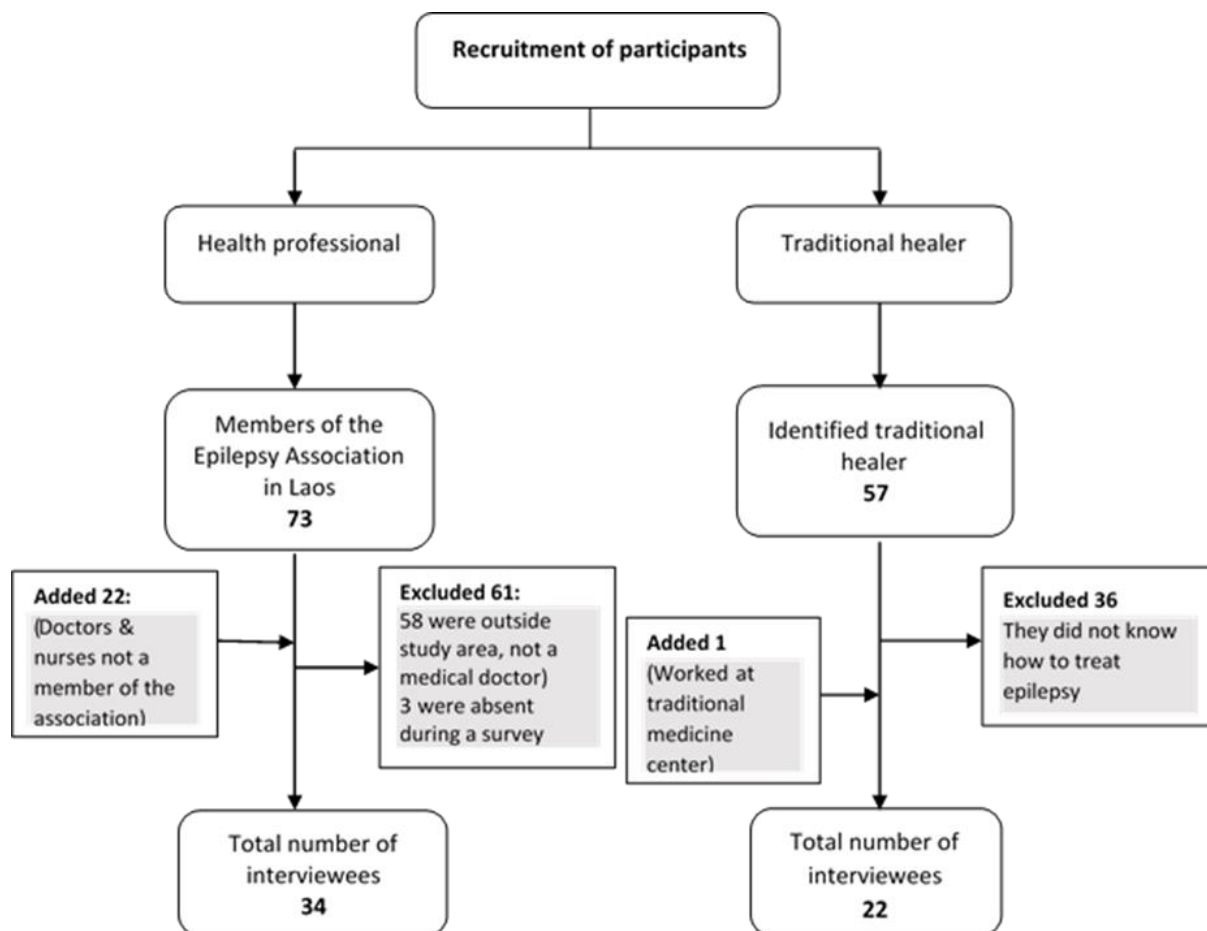 Recruitment of participants
Health professional
Traditional healer
Members of the
Epilepsy Association
in Laos
73
Identified traditional
healer
57
Added 22:
(Doctors &
nurses not a
member of the
association)
Excluded 61:
58 were outside
study area, not a
medical doctor)
3 were absent
during a survey
Added 1
(Worked at
traditional
medicine
center)
Excluded 36
They did not know
how to treat
epilepsy
Total number of
interviewees
34
Total number of
interviewees
22